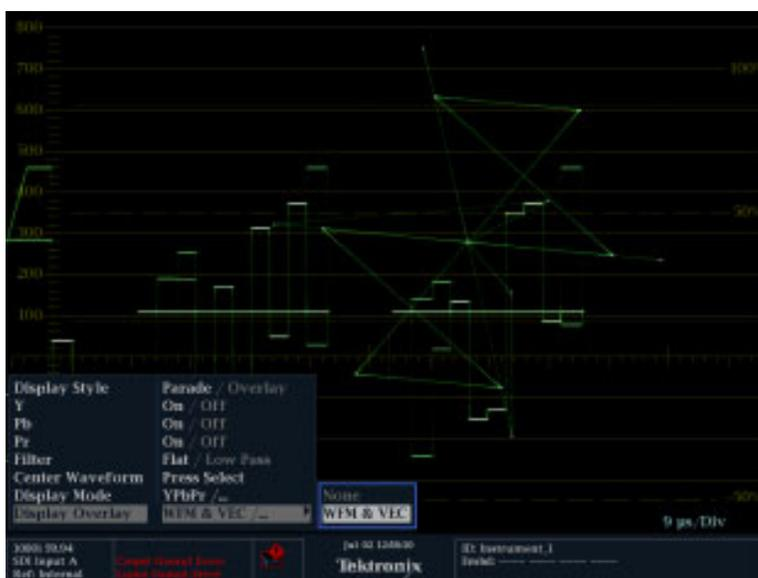 800
700
600
500
400
300
200
100
100%
50%
-50%
Display Style Parade / Overlay
Y On / Off
Pb On / Off
Pr On / Off
Filter Flat / Low Pass
Center Waveform Press Select
Display Mode YPbPr /...
Display Overlay WFM & VEC /...
None
WFM & VEC
9 µs/Div
1080i 59.94
SDI Input A
Ref: Internal
Tektronix
ID: Instrument_1